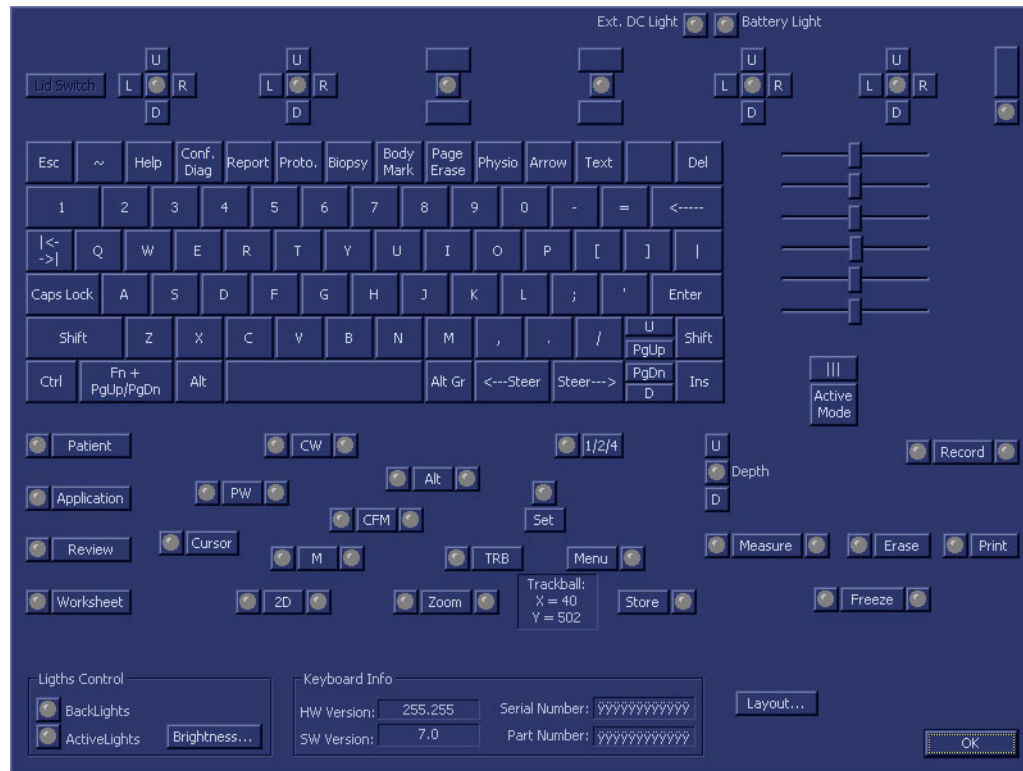 Ext. DC Light Battery Light
U U U U
Lid Switch L R L R L R L R
D D D D
Esc ~ Help Conf. Diag Report Proto. Biopsy Body Mark Page Erase Physio Arrow Text Del
1 2 3 4 5 6 7 8 9 0 - = <-----
|<- ->| Q W E R T Y U I O P [ ] |
Caps Lock A S D F G H J K L ; ' Enter
Shift Z X C V B N M , . / U PgUp Shift
Ctrl Fn + PgUp/PgDn Alt Alt Gr <---Steer Steer---> PgDn D Ins
|||
Active
Mode
Patient CW 1/2/4 U Record
Alt Depth
Application PW D
CFM Set
Review Cursor M TRB Menu Measure Erase Print
Trackball:
Worksheet 2D Zoom X = 40 Store Freeze
Y = 502
Ligths Control Keyboard Info
BackLights HW Version: 255.255 Serial Number: ÿÿÿÿÿÿÿÿÿÿÿÿ Layout...
ActiveLights Brightness... SW Version: 7.0 Part Number: ÿÿÿÿÿÿÿÿÿÿÿÿ
OK